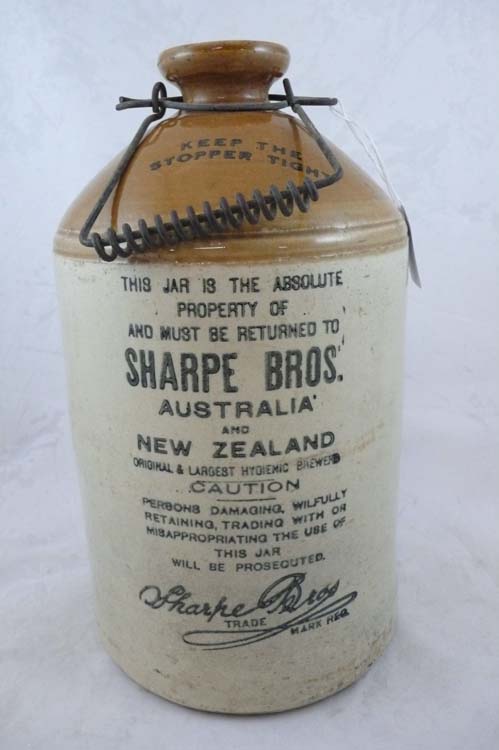 KEEP THE
STOPPER TIGHT
THIS JAR IS THE ABSOLUTE
PROPERTY OF
AND MUST BE RETURNED TO
SHARPE BROS.
AUSTRALIA
AND
NEW ZEALAND
ORIGINAL & LARGEST HYGIENIC BREWERS
CAUTION
PERSONS DAMAGING, WILFULLY
RETAINING, TRADING WITH OR
MISAPPROPRIATING THE USE OF
THIS JAR
WILL BE PROSECUTED.
Sharpe Bros
TRADE MARK REG.